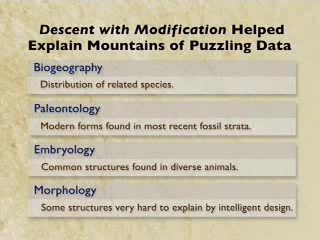 Descent with Modification Helped
Explain Mountains of Puzzling Data
Biogeography
Distribution of related species.
Paleontology
Modern forms found in most recent fossil strata.
Embryology
Common structures found in diverse animals.
Morphology
Some structures very hard to explain by intelligent design.